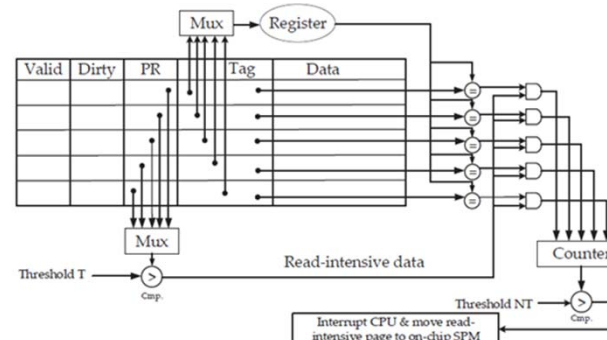 Mux
Register
Valid Dirty PR Tag Data
=
=
=
=
=
Mux
Read-intensive data
Counter
Threshold T
>
Cmp.
Threshold NT
>
Cmp.
Interrupt CPU & move read-
intensive page to on-chip SPM